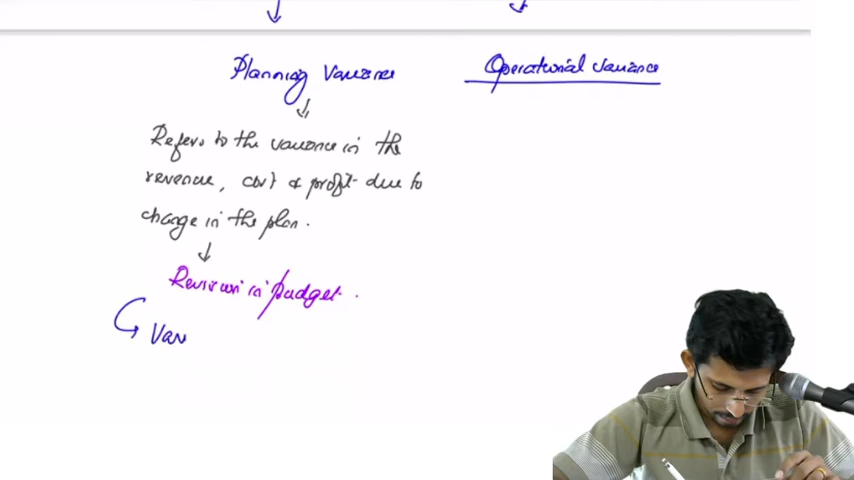 Planning Variance
Operational Variance
Refers to the variance in the
revenue, cost & profit due to
change in the plan.
Revision in budget.
Var